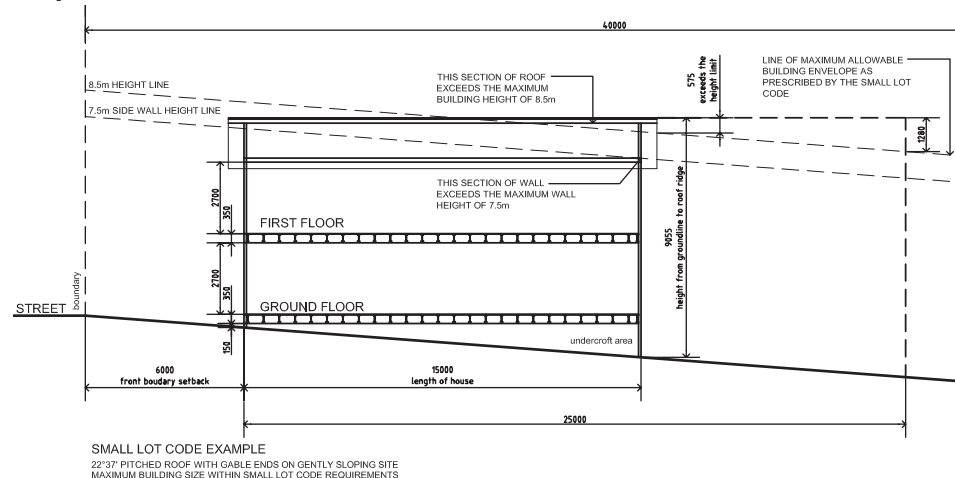 40000
8.5m HEIGHT LINE
7.5m SIDE WALL HEIGHT LINE
THIS SECTION OF ROOF
EXCEEDS THE MAXIMUM
BUILDING HEIGHT OF 8.5m
575
exceeds the
height limit
LINE OF MAXIMUM ALLOWABLE
BUILDING ENVELOPE AS
PRESCRIBED BY THE SMALL LOT
CODE
1280
THIS SECTION OF WALL
EXCEEDS THE MAXIMUM WALL
HEIGHT OF 7.5m
2700
350
FIRST FLOOR
9055
height from groundline to roof ridge
2700
350
GROUND FLOOR
STREET
boundary
150
undercroft area
6000
front boudary setback
15000
length of house
25000
SMALL LOT CODE EXAMPLE
22°37' PITCHED ROOF WITH GABLE ENDS ON GENTLY SLOPING SITE
MAXIMUM BUILDING SIZE WITHIN SMALL LOT CODE REQUIREMENTS